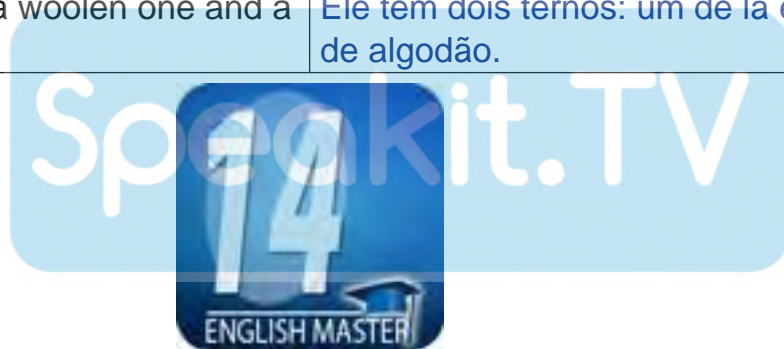 a woolen one and a
Ele tem dois ternos: um de lã e
de algodão.
Speakit.TV
14
ENGLISH MASTER